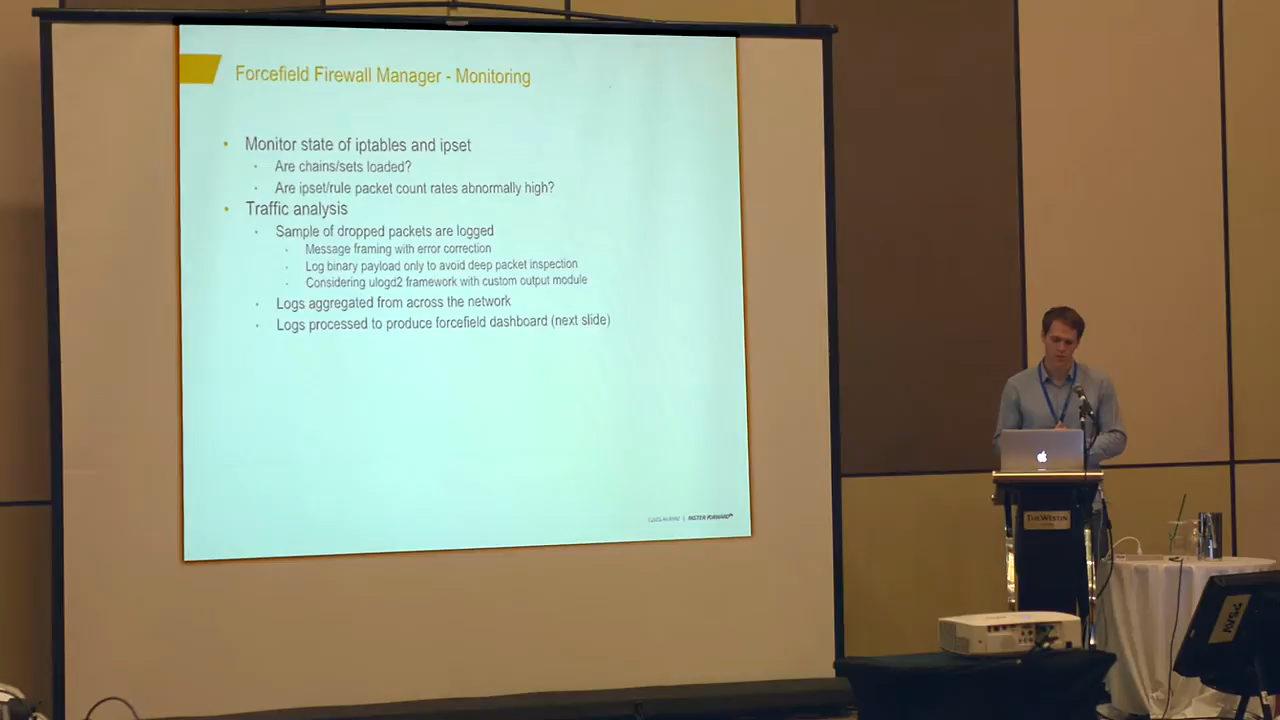 Forcefield Firewall Manager - Monitoring
• Monitor state of iptables and ipset
• Are chains/sets loaded?
• Are ipset/rule packet count rates abnormally high?
• Traffic analysis
• Sample of dropped packets are logged
• Message framing with error correction
• Log binary payload only to avoid deep packet inspection
• Considering ulogd2 framework with custom output module
• Logs aggregated from across the network
• Logs processed to produce forcefield dashboard (next slide)
FASTER FORWARD
THE WESTIN
PSAV